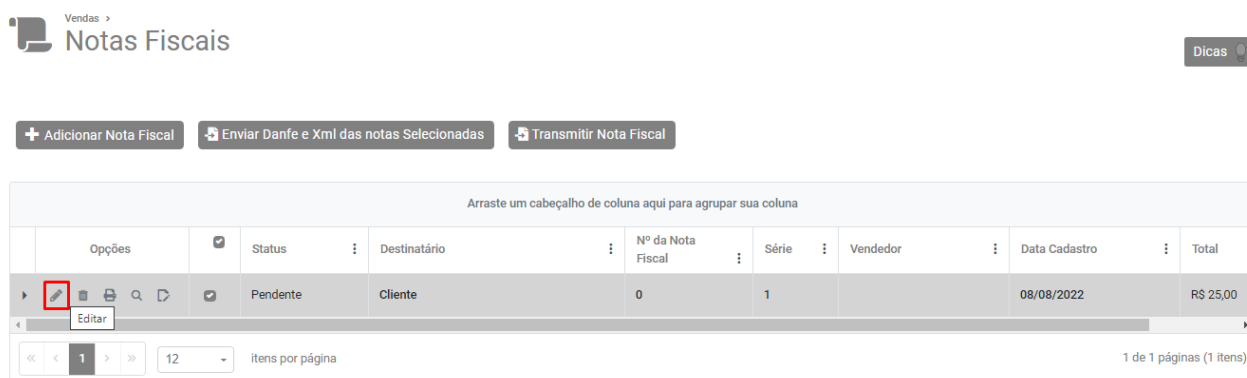 Vendas >
Notas Fiscais
Dicas
Adicionar Nota Fiscal Enviar Danfe e Xml das notas Selecionadas Transmitir Nota Fiscal
Arraste um cabeçalho de coluna aqui para agrupar sua coluna
Opções Status Destinatário Nº da Nota Fiscal Série Vendedor Data Cadastro Total
Pendente Cliente 0 1 08/08/2022 R$ 25,00
Editar
1 12 itens por página 1 de 1 páginas (1 itens)